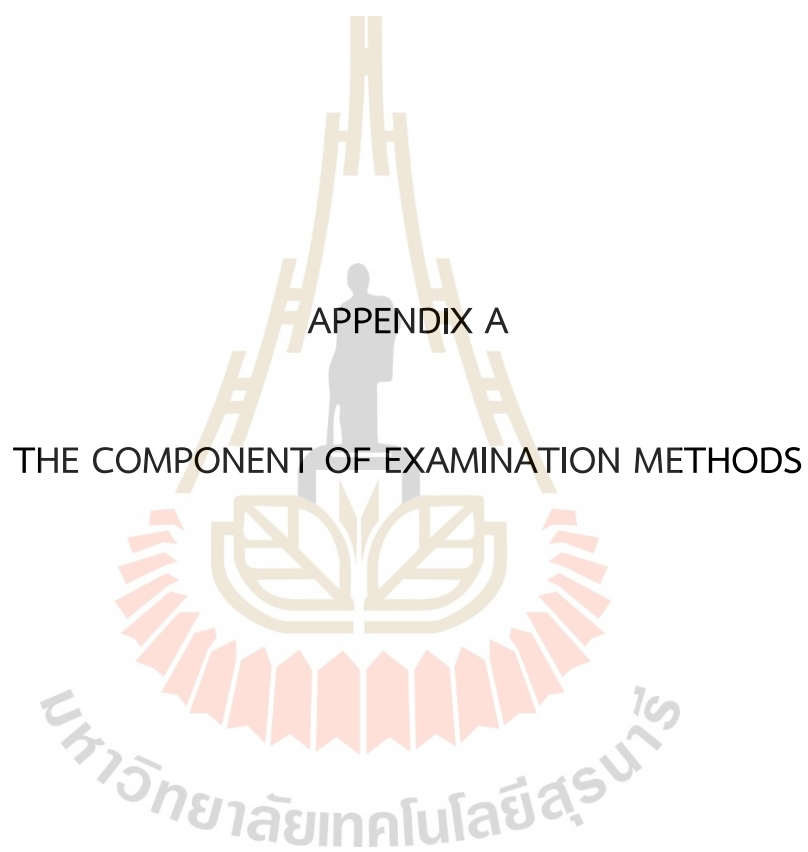 APPENDIX A
THE COMPONENT OF EXAMINATION METHODS
มหาวิทยาลัยเทคโนโลยีสุรนารี